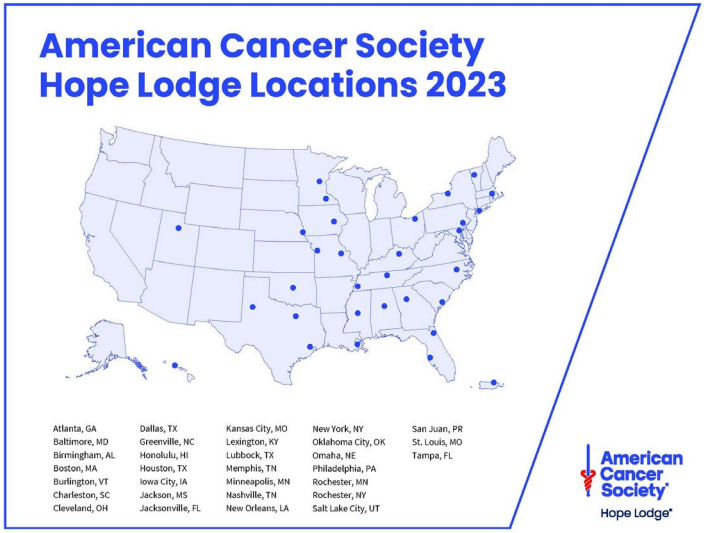 American Cancer Society
Hope Lodge Locations 2023
Atlanta, GA
Baltimore, MD
Birmingham, AL
Boston, MA
Burlington, VT
Charleston, SC
Cleveland, OH
Dallas, TX
Greenville, NC
Honolulu, HI
Houston, TX
Iowa City, IA
Jackson, MS
Jacksonville, FL
Kansas City, MO
Lexington, KY
Lubbock, TX
Memphis, TN
Minneapolis, MN
Nashville, TN
New Orleans, LA
New York, NY
Oklahoma City, OK
Omaha, NE
Philadelphia, PA
Rochester, MN
Rochester, NY
Salt Lake City, UT
San Juan, PR
St. Louis, MO
Tampa, FL
American
Cancer
Society®
Hope Lodge®